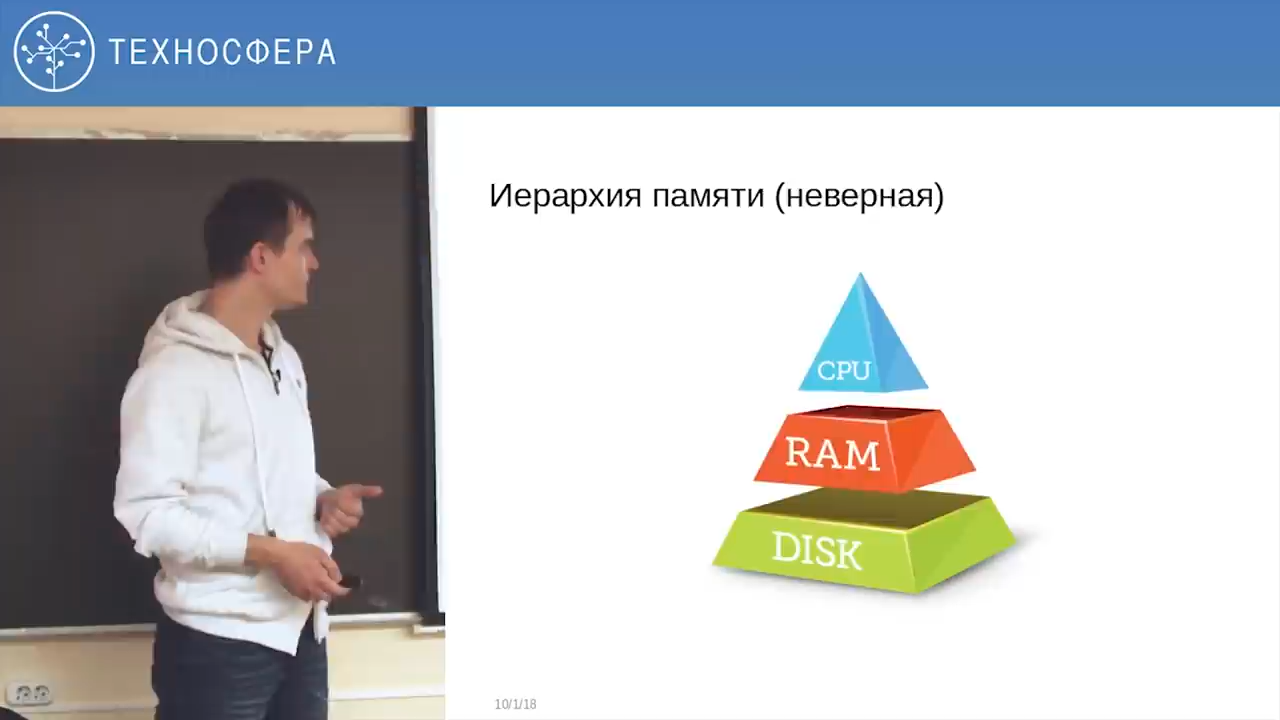 ТЕХНОСФЕРА
Иерархия памяти (неверная)
CPU
RAM
DISK
10/1/18